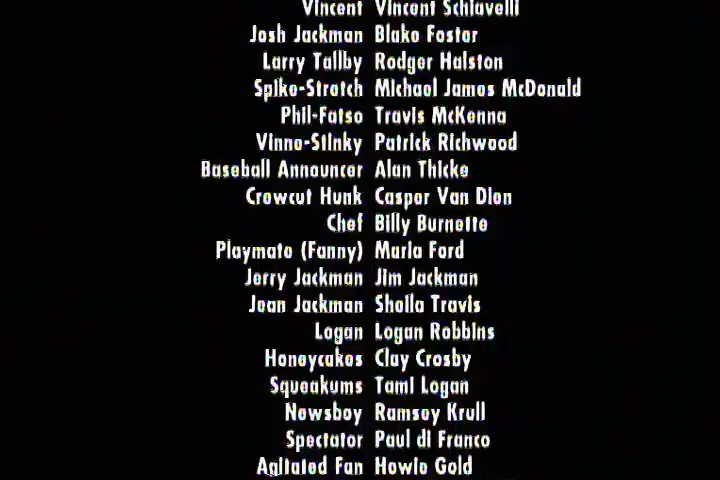 Vincent Vincent Schiavelli
Josh Jackman Blake Foster
Larry Tallby Rodger Halston
Spike-Stretch Michael James McDonald
Phil-Fatso Travis McKenna
Vinne-Stinky Patrick Richwood
Baseball Announcer Alan Thicke
Crewcut Hunk Casper Van Dien
Chef Billy Burnette
Playmate (Fanny) Maria Ford
Jerry Jackman Jim Jackman
Jean Jackman Sheila Travis
Logan Logan Robbins
Honeycakes Clay Crosby
Squeakums Tami Logan
Newsboy Ramsey Krull
Spectator Paul di Franco
Agitated Fan Howie Gold